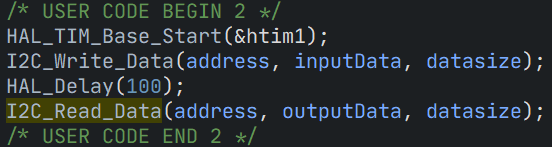 /* USER CODE BEGIN 2 */
HAL_TIM_Base_Start(&htim1);
I2C_Write_Data(address, inputData, datasize);
HAL_Delay(100);
I2C_Read_Data(address, outputData, datasize);
/* USER CODE END 2 */